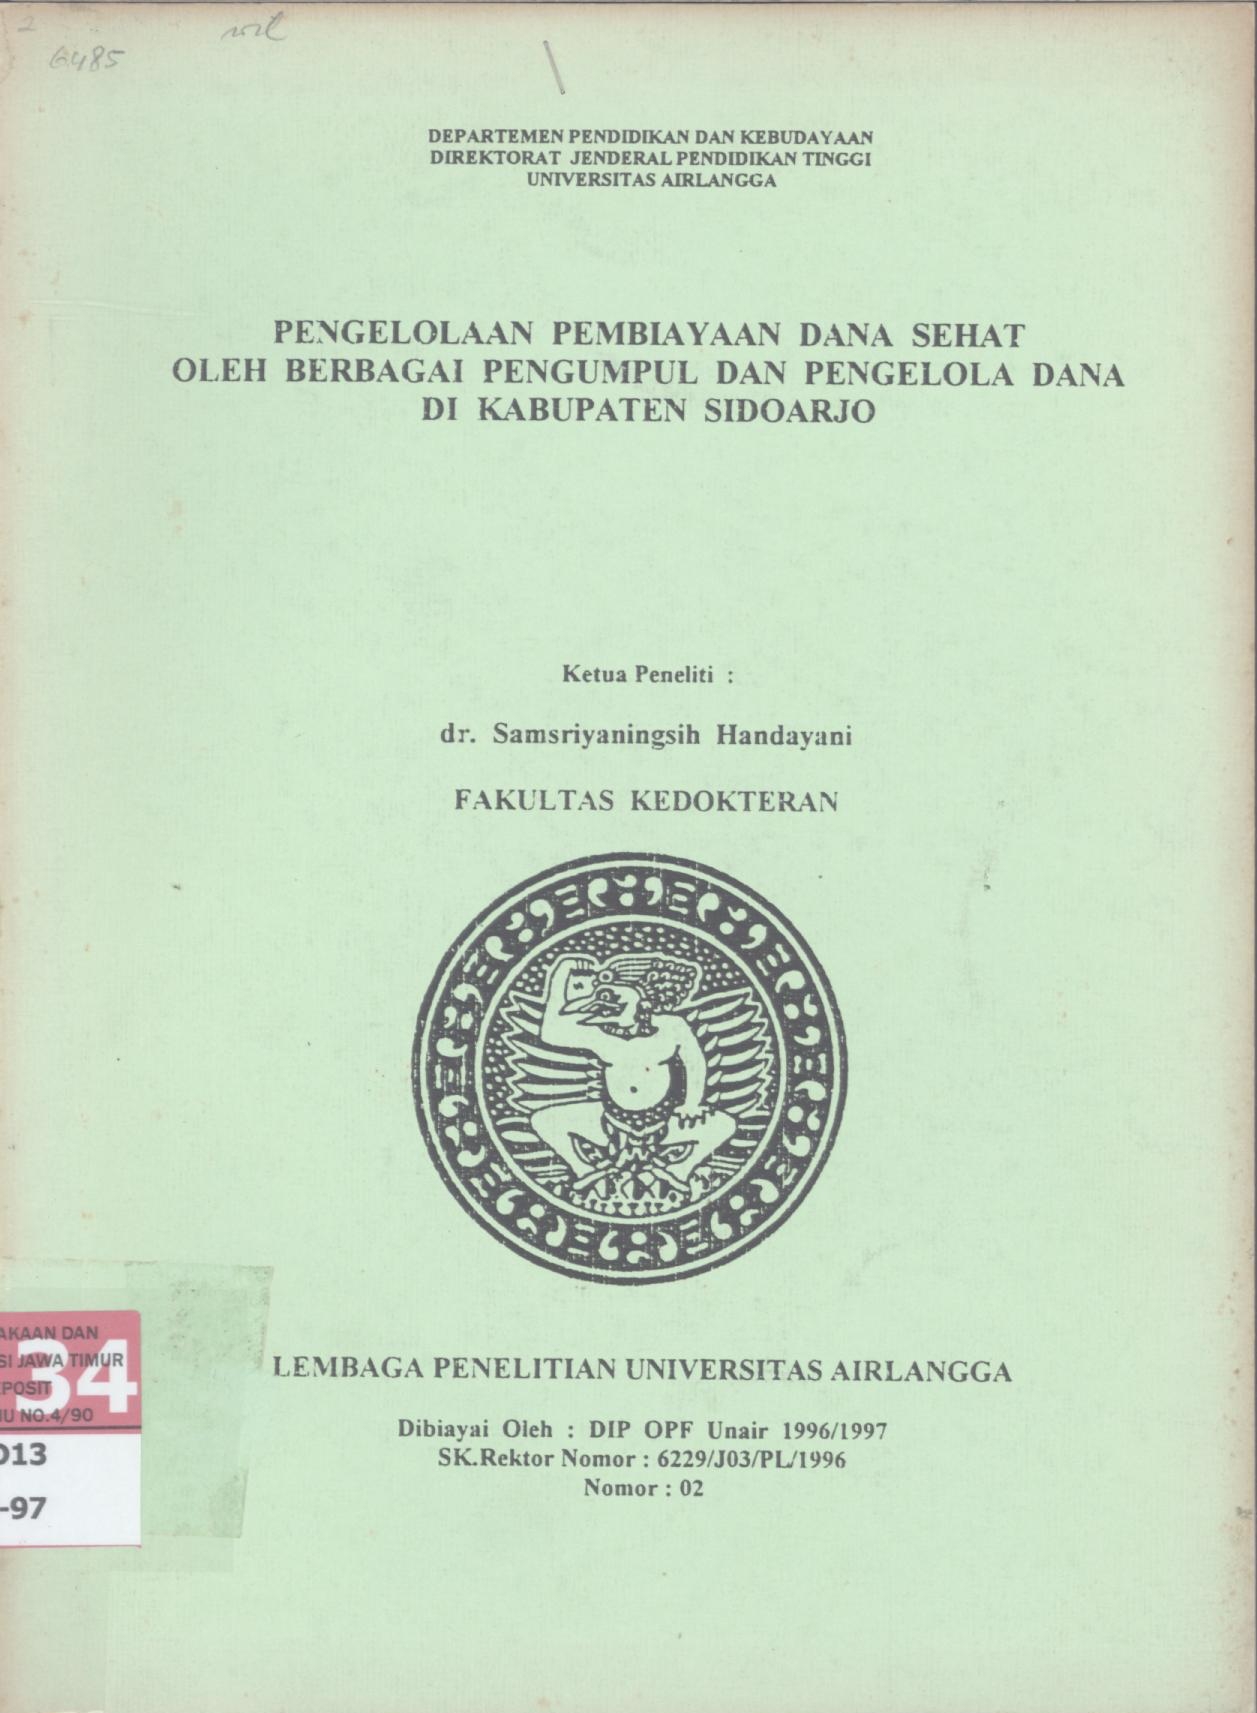 2
6485
DEPARTEMEN PENDIDIKAN DAN KEBUDAYAAN
DIREKTORAT JENDERAL PENDIDIKAN TINGGI
UNIVERSITAS AIRLANGGA
PENGELOLAAN PEMBIAYAAN DANA SEHAT
OLEH BERBAGAI PENGUMPUL DAN PENGELOLA DANA
DI KABUPATEN SIDOARJO
Ketua Peneliti :
dr. Samsriyaningsih Handayani
FAKULTAS KEDOKTERAN
AKAAN DAN
SI JAWA TIMUR
EPOSIT
NO.4/90
34
013
-97
LEMBAGA PENELITIAN UNIVERSITAS AIRLANGGA
Dibiayai Oleh : DIP OPF Unair 1996/1997
SK.Rektor Nomor : 6229/J03/PL/1996
Nomor : 02